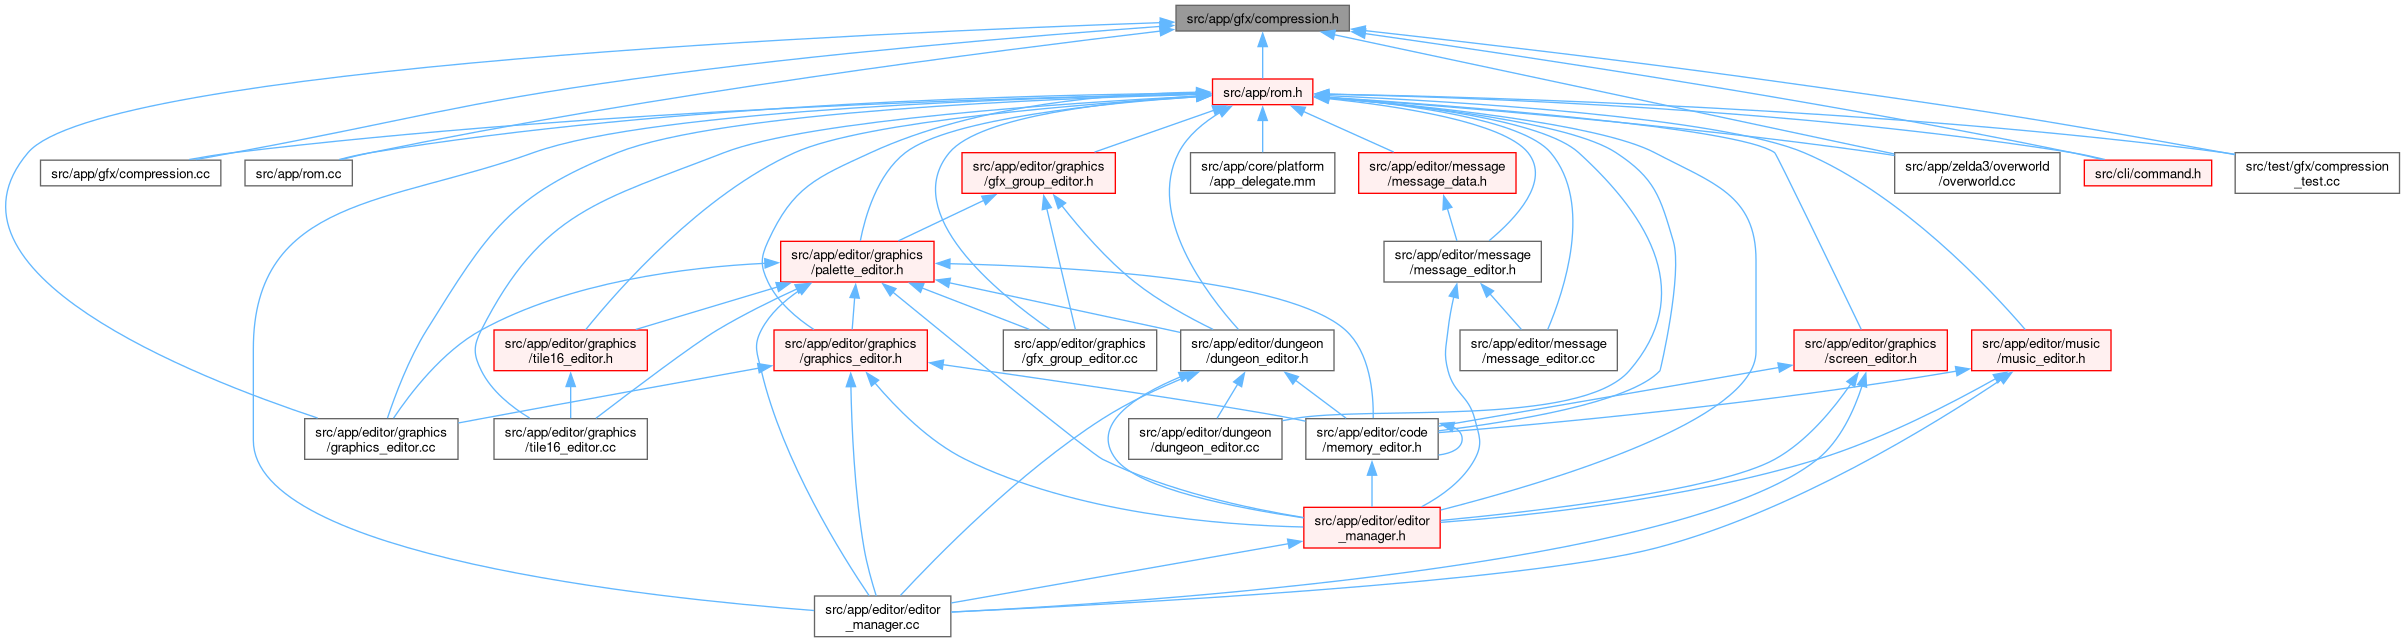 src/app/gfx/compression.h
src/app/rom.h
src/app/gfx/compression.cc
src/app/rom.cc
src/app/editor/graphics
/gfx_group_editor.h
src/app/core/platform
/app_delegate.mm
src/app/editor/message
/message_data.h
src/app/zelda3/overworld
/overworld.cc
src/cli/command.h
src/test/gfx/compression
_test.cc
src/app/editor/graphics
/palette_editor.h
src/app/editor/message
/message_editor.h
src/app/editor/graphics
/tile16_editor.h
src/app/editor/graphics
/graphics_editor.h
src/app/editor/graphics
/gfx_group_editor.cc
src/app/editor/dungeon
/dungeon_editor.h
src/app/editor/message
/message_editor.cc
src/app/editor/graphics
/screen_editor.h
src/app/editor/music
/music_editor.h
src/app/editor/graphics
/graphics_editor.cc
src/app/editor/graphics
/tile16_editor.cc
src/app/editor/dungeon
/dungeon_editor.cc
src/app/editor/code
/memory_editor.h
src/app/editor/editor
_manager.h
src/app/editor/editor
_manager.cc